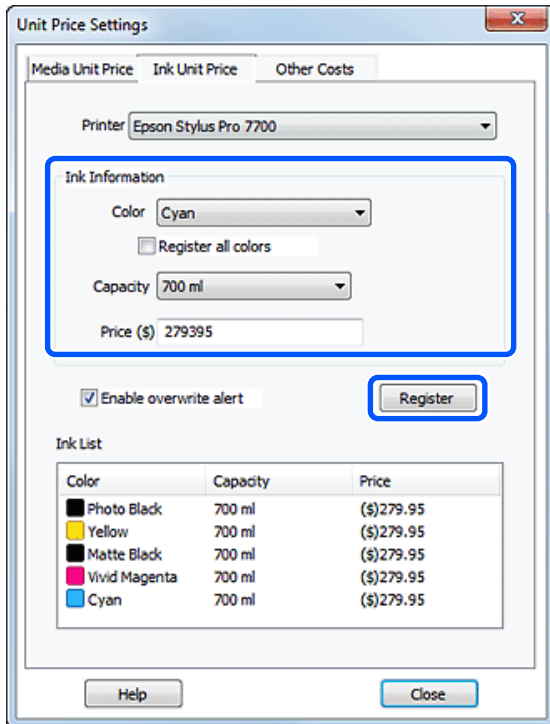 Unit Price Settings
Media Unit Price Ink Unit Price Other Costs
Printer Epson Stylus Pro 7700
Ink Information
Color Cyan
Register all colors
Capacity 700 ml
Price ($) 279395
Enable overwrite alert Register
Ink List
Color Capacity Price
Photo Black 700 ml ($)279.95
Yellow 700 ml ($)279.95
Matte Black 700 ml ($)279.95
Vivid Magenta 700 ml ($)279.95
Cyan 700 ml ($)279.95
Help Close